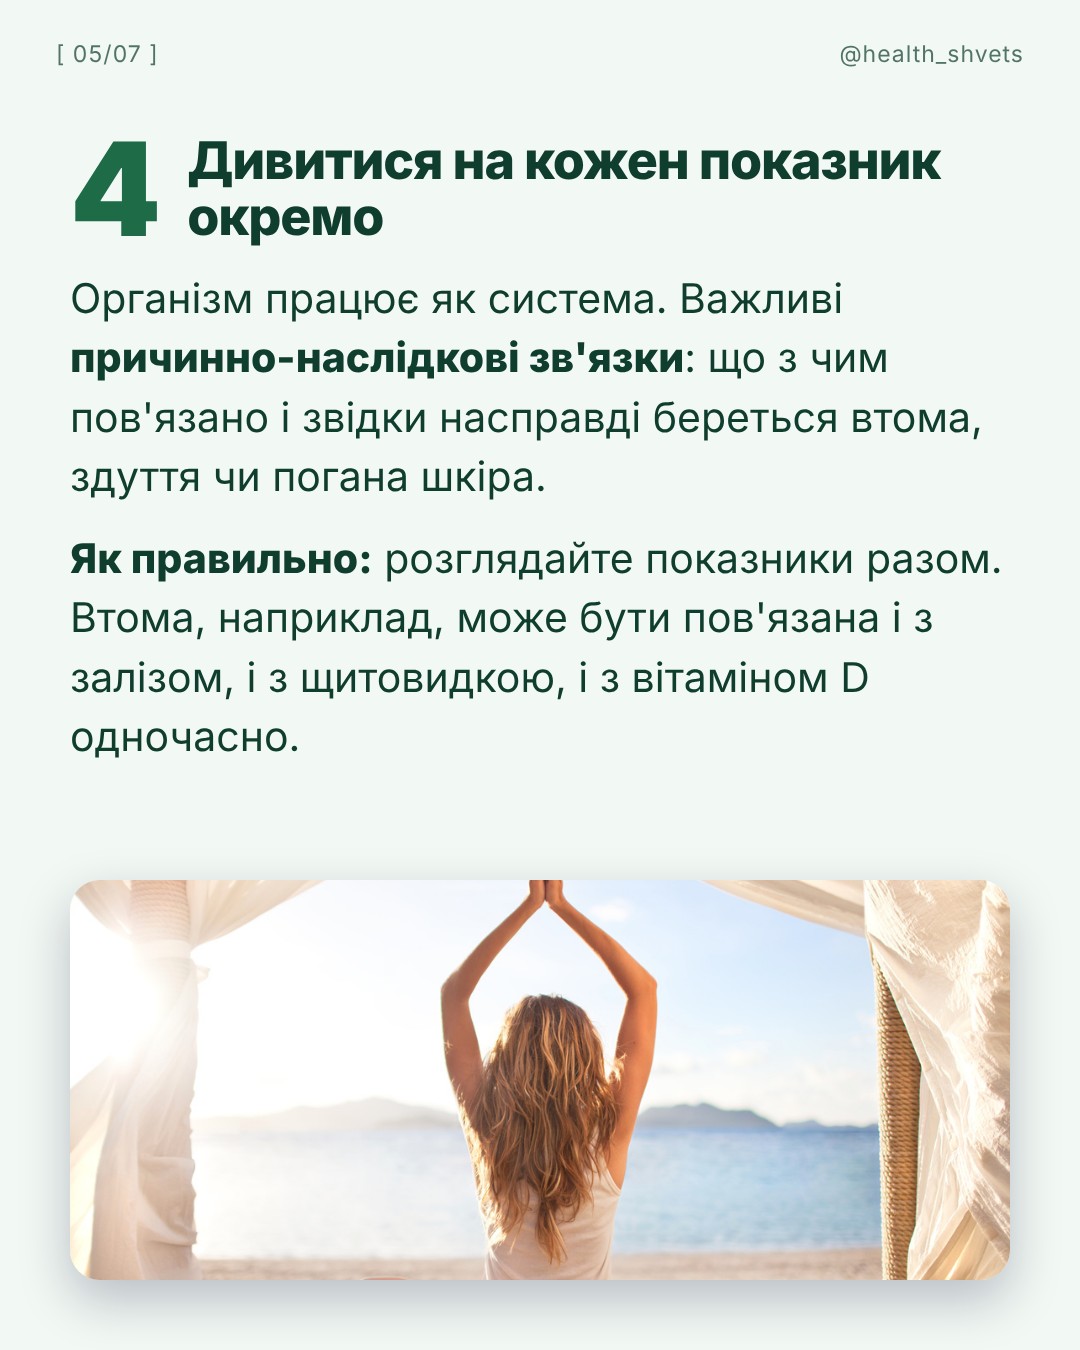 [ 05/07 ]
@health_shvets
4
Дивитися на кожен показник
окремо
Організм працює як система. Важливі
причинно-наслідкові зв'язки: що з чим
пов'язано і звідки насправді береться втома,
здуття чи погана шкіра.
Як правильно: розглядайте показники разом.
Втома, наприклад, може бути пов'язана і з
залізом, і з щитовидкою, і з вітаміном D
одночасно.